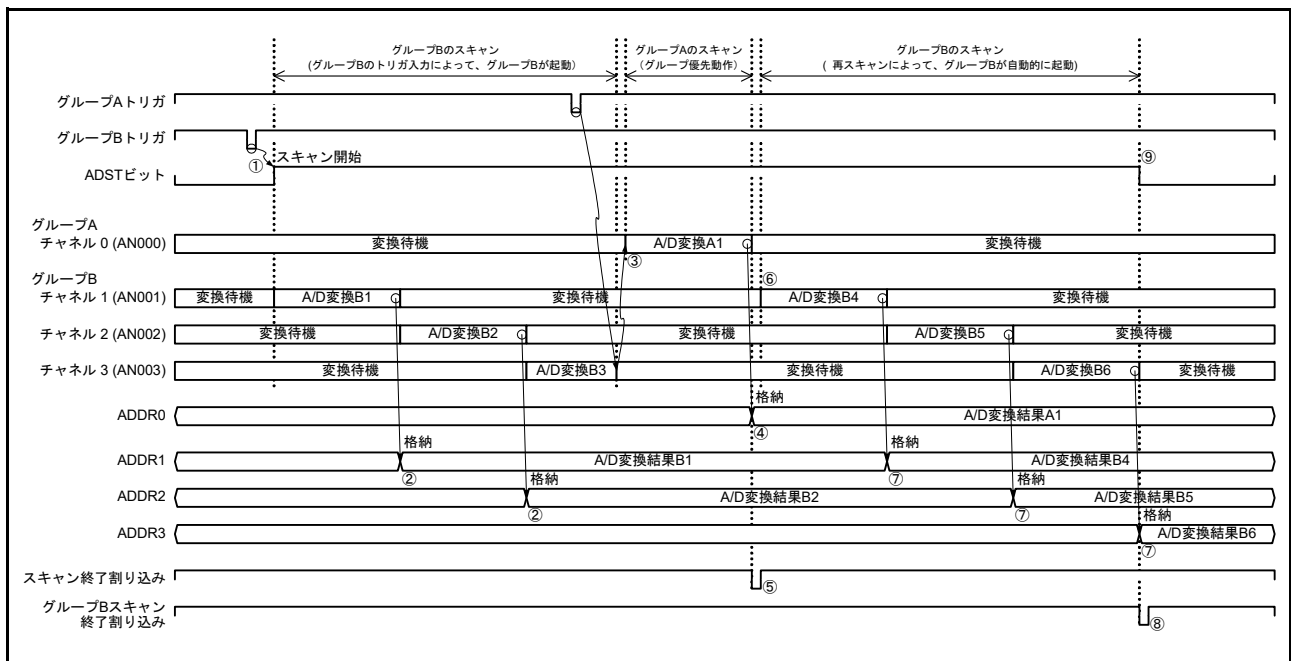 グループBのスキャン
(グループBのトリガ入力によって、グループBが起動)
グループAのスキャン
(グループ優先動作)
グループBのスキャン
( 再スキャンによって、グループBが自動的に起動)
グループAトリガ
グループBトリガ
① スキャン開始 ⑨
ADSTビット
グループA
チャネル 0 (AN000) 変換待機 A/D変換A1 変換待機
③
グループB ⑥
チャネル 1 (AN001) 変換待機 A/D変換B1 変換待機 A/D変換B4 変換待機
チャネル 2 (AN002) 変換待機 A/D変換B2 変換待機 A/D変換B5 変換待機
チャネル 3 (AN003) 変換待機 A/D変換B3 変換待機 A/D変換B6 変換待機
格納
ADDR0 A/D変換結果A1
④
格納 格納
ADDR1 A/D変換結果B1 A/D変換結果B4
② ⑦
格納 格納
ADDR2 A/D変換結果B2 A/D変換結果B5
② ⑦
格納
ADDR3 A/D変換結果B6
⑦
スキャン終了割り込み
⑤
グループBスキャン
終了割り込み
⑧